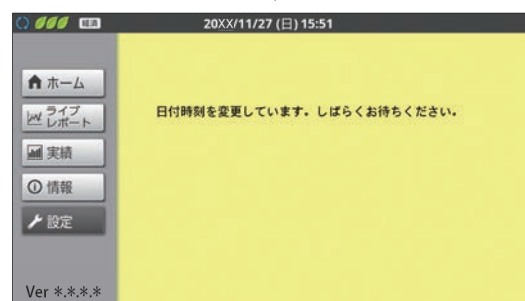 経済
20XX/11/27 (日) 15:51
ホーム
ライブ
レポート
実績
情報
設定
日付時刻を変更しています。しばらくお待ちください。
Ver *.*.*.*